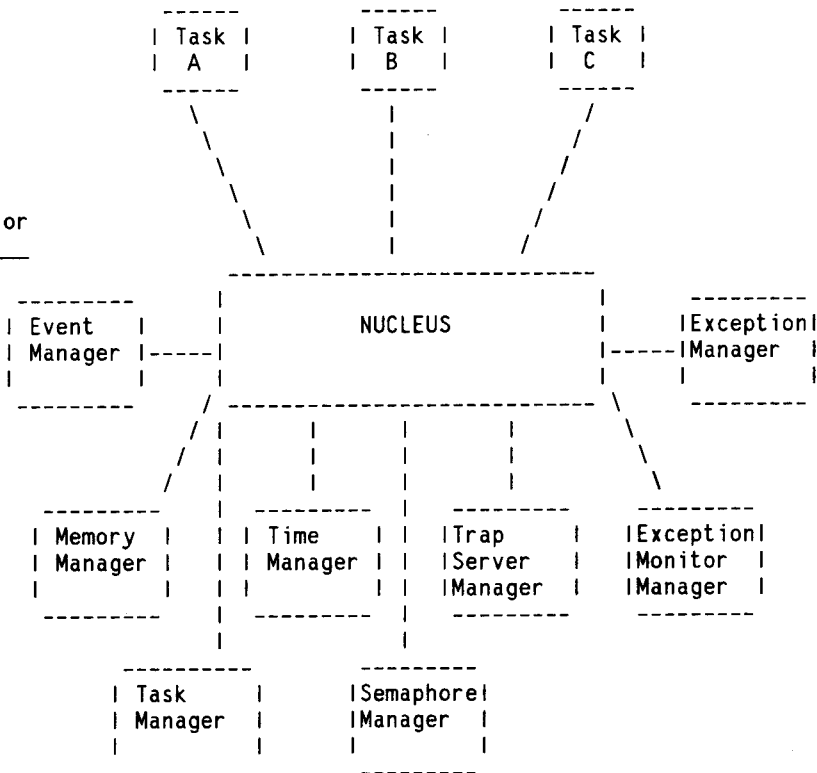 Task
A
Task
B
Task
C
or
NUCLEUS
Event
Manager
Exception
Manager
Memory
Manager
Time
Manager
Trap
Server
Manager
Exception
Monitor
Manager
Task
Manager
Semaphore
Manager